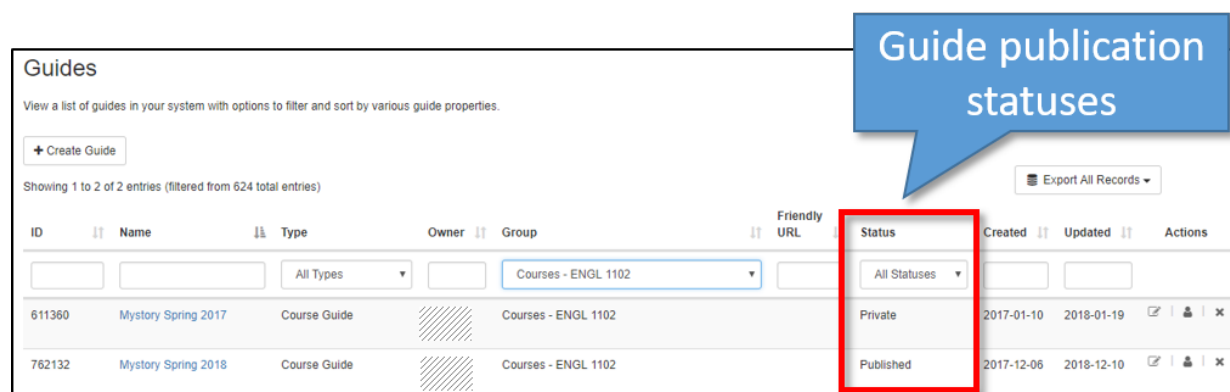 Guide publication
statuses
Guides
View a list of guides in your system with options to filter and sort by various guide properties.
+ Create Guide
Showing 1 to 2 of 2 entries (filtered from 624 total entries)
Export All Records
ID Name Type Owner Group Friendly URL Status Created Updated Actions
All Types Courses - ENGL 1102 All Statuses
611360 Mystory Spring 2017 Course Guide Courses - ENGL 1102 Private 2017-01-10 2018-01-19
762132 Mystory Spring 2018 Course Guide Courses - ENGL 1102 Published 2017-12-06 2018-12-10